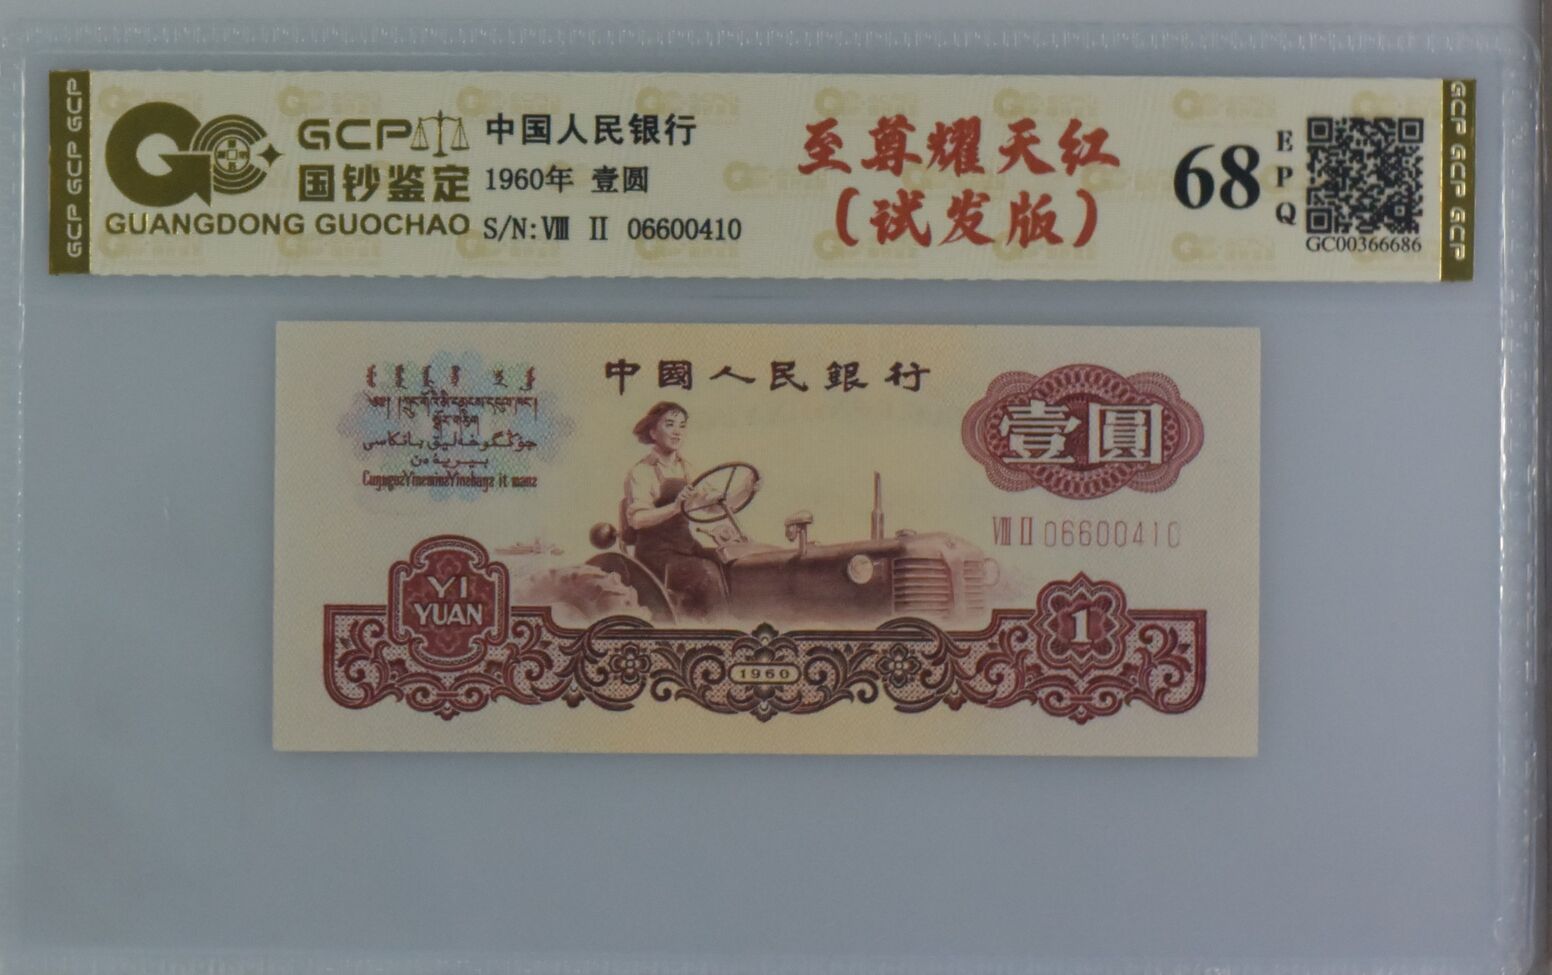 GCP GCP GCP
GCP
国钞鉴定
GUANGDONG GUOCHAO
中国人民银行
1960年 壹圆
S/N: Ⅷ Ⅱ 06600410
至尊耀天红
(试发版)
68
EPQ
GC00366686
GCP GCP GCP
中國人民銀行
壹圓
Ⅷ Ⅱ 06600410
YI
YUAN
1
1960